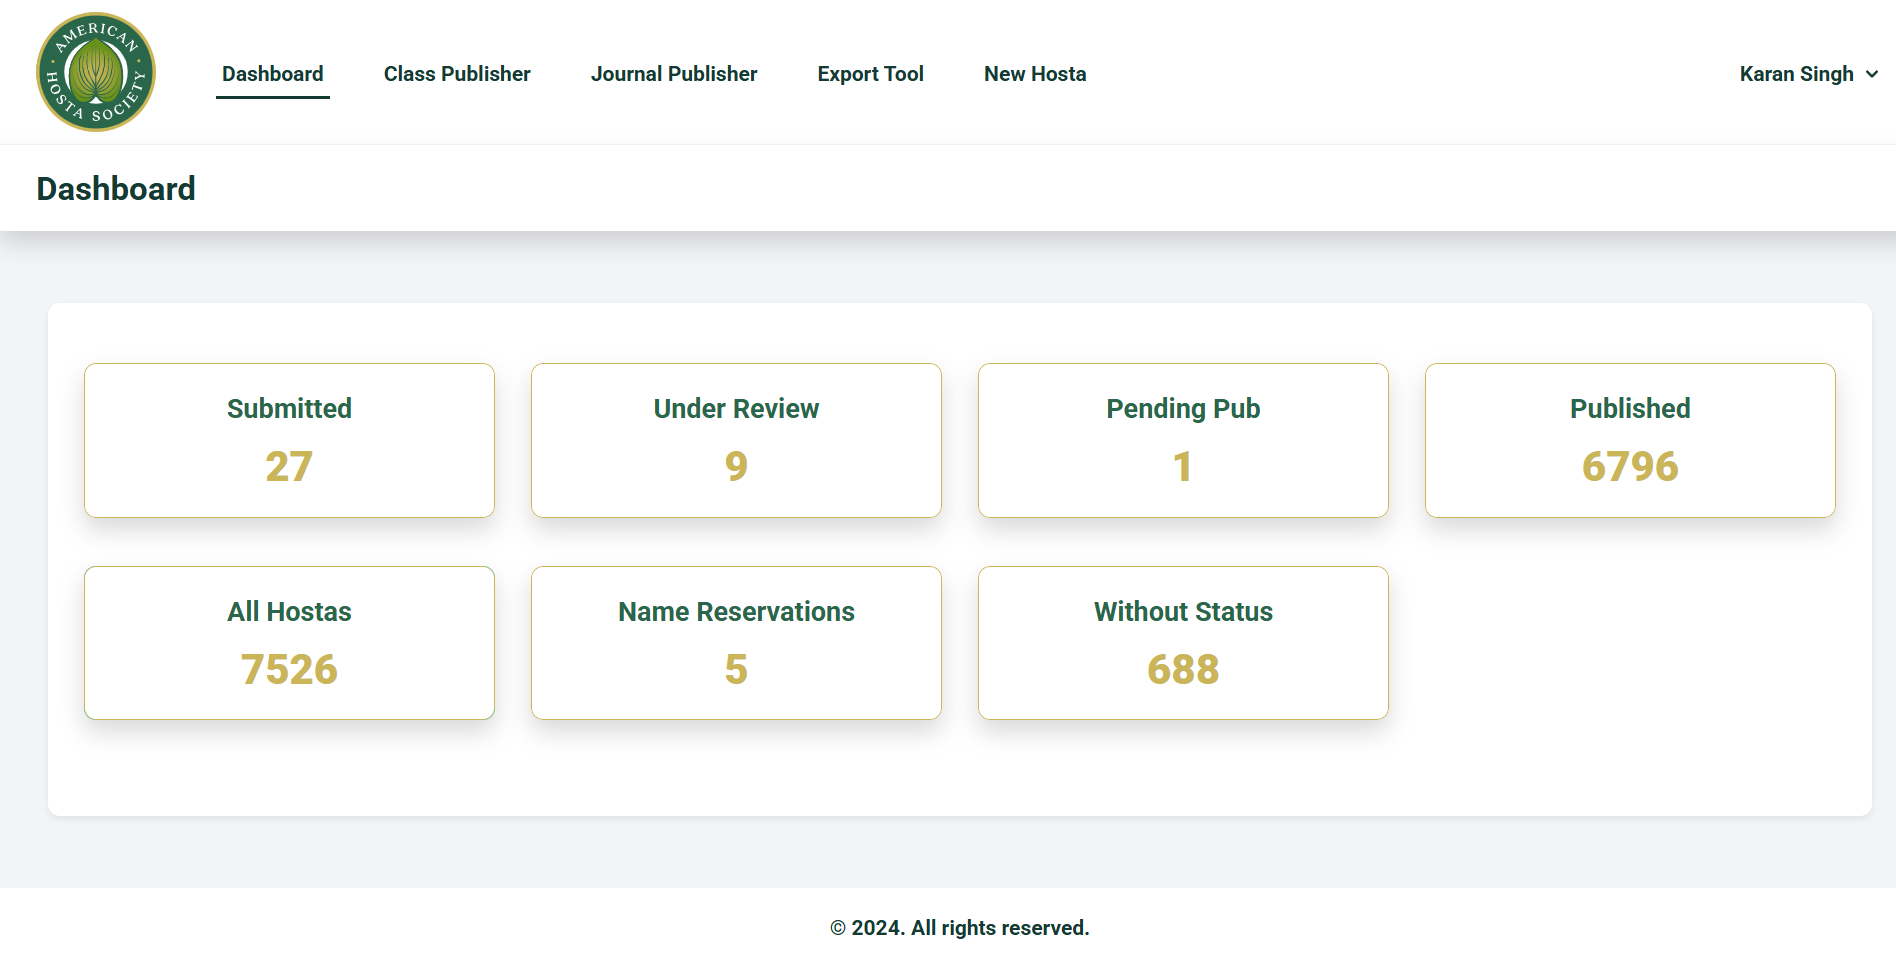 AMERICAN
HOSTA SOCIETY
Dashboard
Class Publisher
Journal Publisher
Export Tool
New Hosta
Karan Singh
Dashboard
Submitted
27
Under Review
9
Pending Pub
1
Published
6796
All Hostas
7526
Name Reservations
5
Without Status
688
© 2024. All rights reserved.